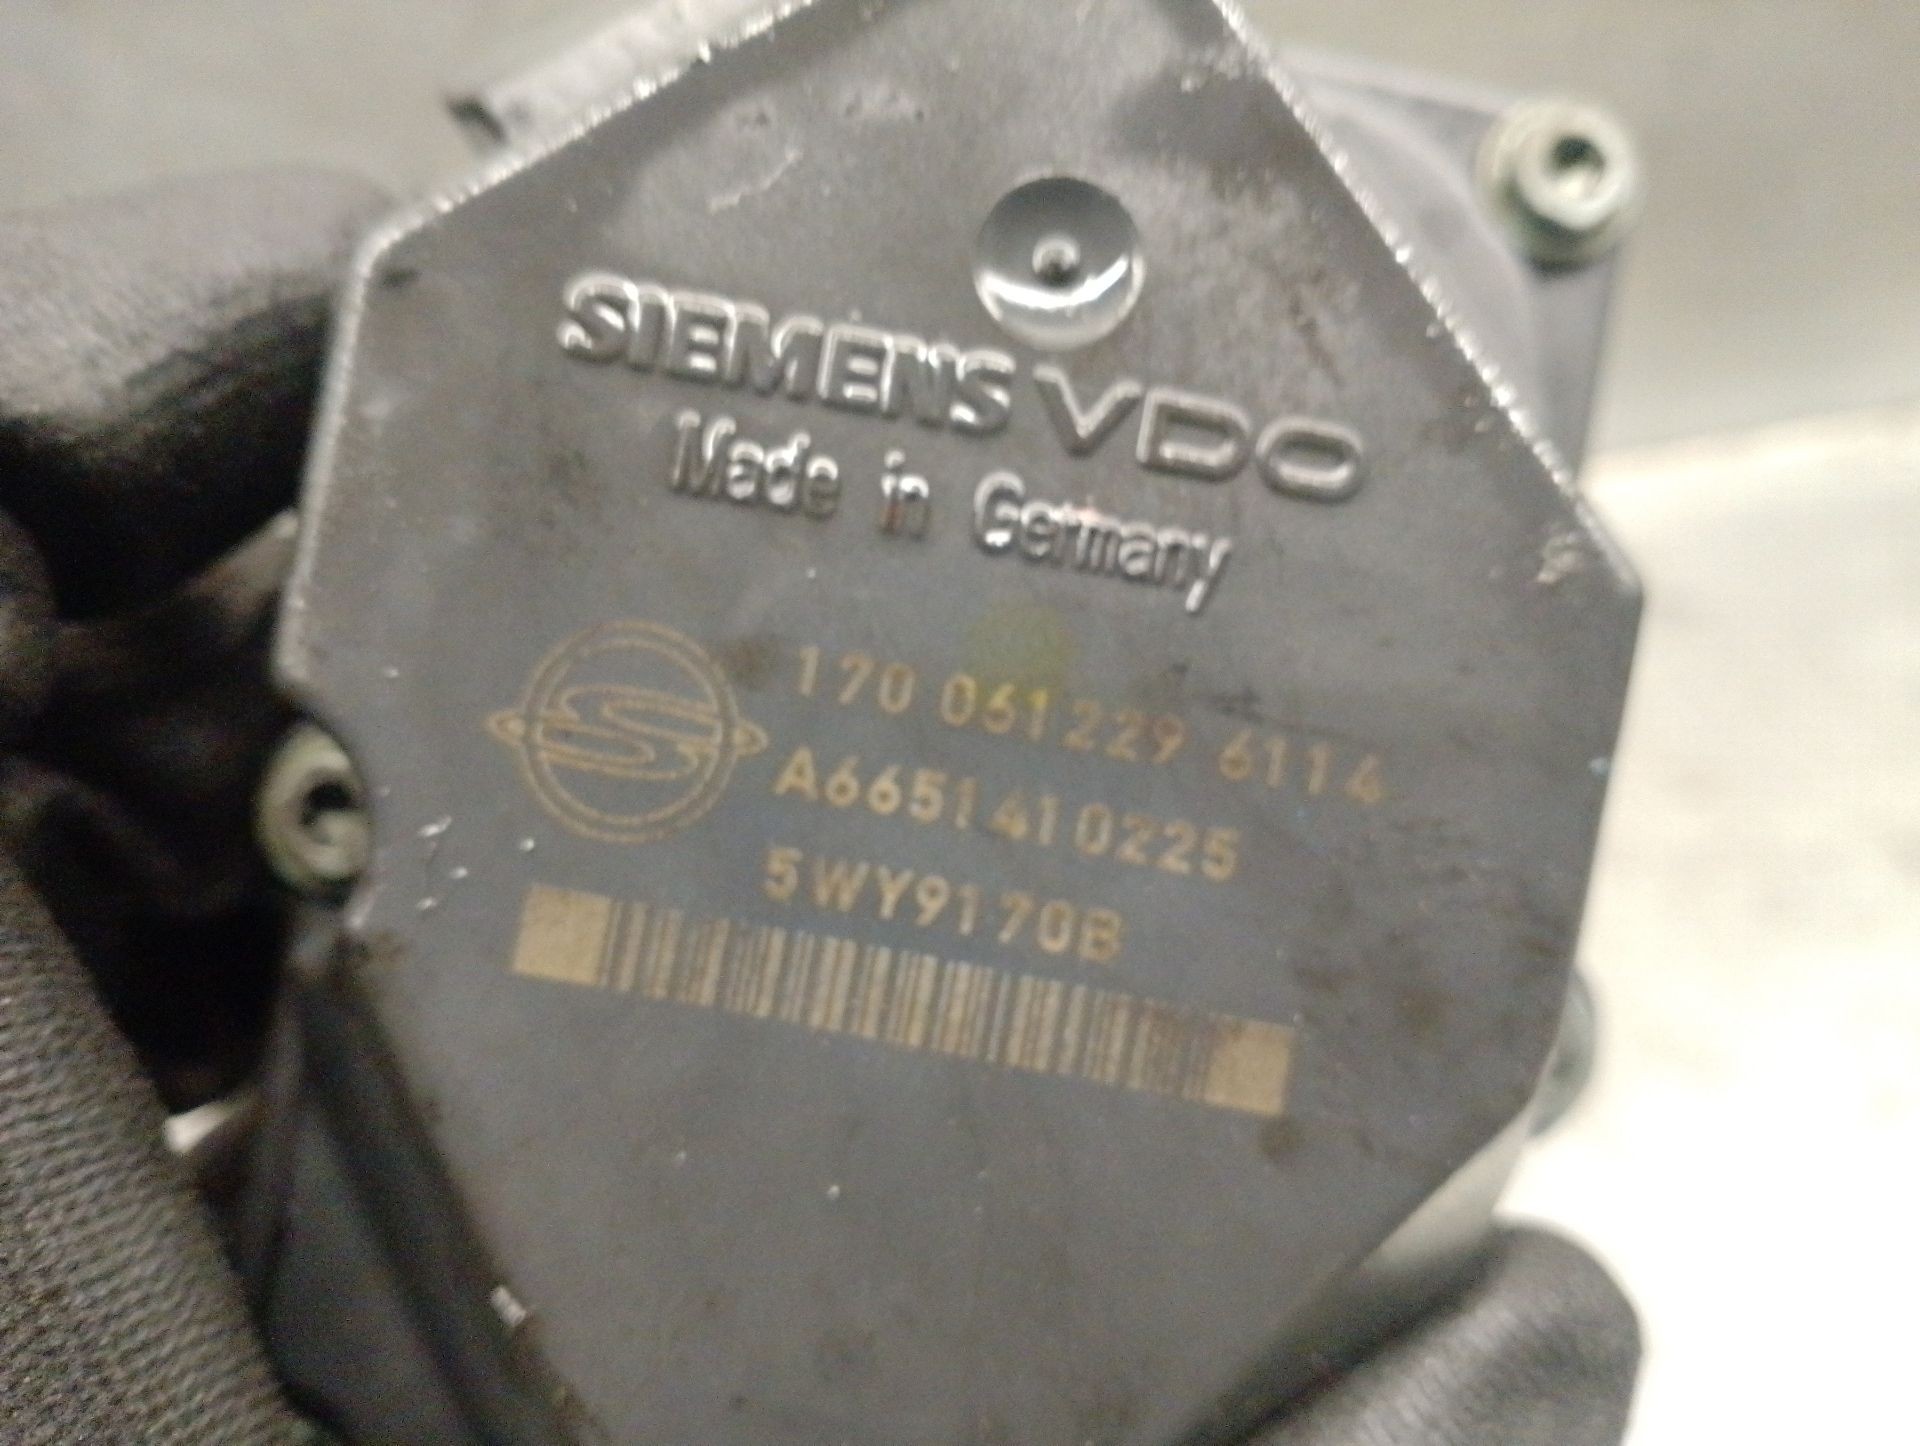 SIEMENS VDO
Made in Germany
170 061229 6114
A6651410225
5WY9170B